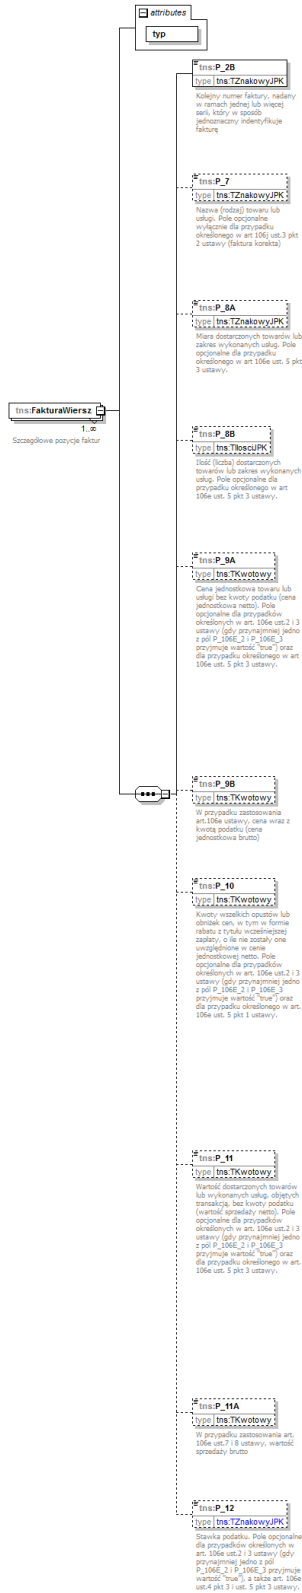 attributes
typ
tns:P_2B
type tns:TZnakowyJPK
Kolejny numer faktury, nadany
w ramach jednej lub więcej
serii, który w sposób
jednoznaczny indentyfikuje
fakturę
tns:P_7
type tns:TZnakowyJPK
Nazwa (rodzaj) towaru lub
usługi. Pole opcjonalne
wyłącznie dla przypadku
określonego w art 106j ust.3 pkt
2 ustawy (faktura korekta)
tns:P_8A
type tns:TZnakowyJPK
Miara dostarczonych towarów lub
zakres wykonanych usług. Pole
opcjonalne dla przypadku
określonego w art 106e ust. 5 pkt
3 ustawy.
tns:FakturaWiersz
1..∞
Szczegółowe pozycje faktur
tns:P_8B
type tns:TIlosciJPK
Ilość (liczba) dostarczonych
towarów lub zakres wykonanych
usług. Pole opcjonalne dla
przypadku określonego w art
106e ust. 5 pkt 3 ustawy.
tns:P_9A
type tns:TKwotowy
Cena jednostkowa towaru lub
usługi bez kwoty podatku (cena
jednostkowa netto). Pole
opcjonalne dla przypadków
określonych w art. 106e ust.2 i 3
ustawy (gdy przynajmniej jedno
z pól P_106E_2 i P_106E_3
przyjmuje wartość "true") oraz
dla przypadku określonego w art
106e ust. 5 pkt 3 ustawy.
tns:P_9B
type tns:TKwotowy
W przypadku zastosowania
art.106e ustawy, cena wraz z
kwotą podatku (cena
jednostkowa brutto)
tns:P_10
type tns:TKwotowy
Kwoty wszelkich opustów lub
obniżek cen, w tym w formie
rabatu z tytułu wcześniejszej
zapłaty, o ile nie zostały one
uwzględnione w cenie
jednostkowej netto. Pole
opcjonalne dla przypadków
określonych w art. 106e ust.2 i 3
ustawy (gdy przynajmniej jedno
z pól P_106E_2 i P_106E_3
przyjmuje wartość "true") oraz
dla przypadku określonego w art.
106e ust. 5 pkt 1 ustawy.
tns:P_11
type tns:TKwotowy
Wartość dostarczonych towarów
lub wykonanych usług, objętych
transakcją, bez kwoty podatku
(wartość sprzedaży netto). Pole
opcjonalne dla przypadków
określonych w art. 106e ust.2 i 3
ustawy (gdy przynajmniej jedno
z pól P_106E_2 i P_106E_3
przyjmuje wartość "true") oraz
dla przypadku określonego w art.
106e ust. 5 pkt 3 ustawy.
tns:P_11A
type tns:TKwotowy
W przypadku zastosowania art.
106e ust.7 i 8 ustawy, wartość
sprzedaży brutto
tns:P_12
type tns:TZnakowyJPK
Stawka podatku. Pole opcjonalne
dla przypadków określonych w
art. 106e ust.2 i 3 ustawy (gdy
przynajmniej jedno z pól
P_106E_2 i P_106E_3 przyjmuje
wartość "true"), a także art. 106e
ust.4 pkt 3 i ust. 5 pkt 3 ustawy.